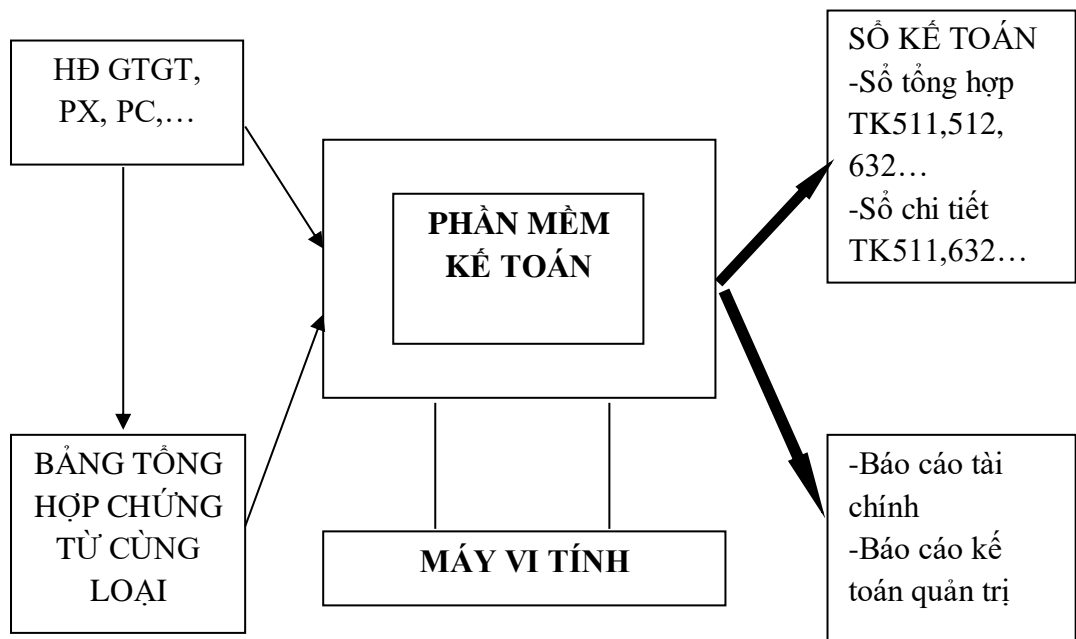 HĐ GTGT,
PX, PC,…
BẢNG TỔNG
HỢP CHỨNG
TỪ CÙNG
LOẠI
PHẦN MỀM
KẾ TOÁN
MÁY VI TÍNH
SỔ KẾ TOÁN
-Sổ tổng hợp
TK511,512,
632…
-Sổ chi tiết
TK511,632…
-Báo cáo tài
chính
-Báo cáo kế
toán quản trị